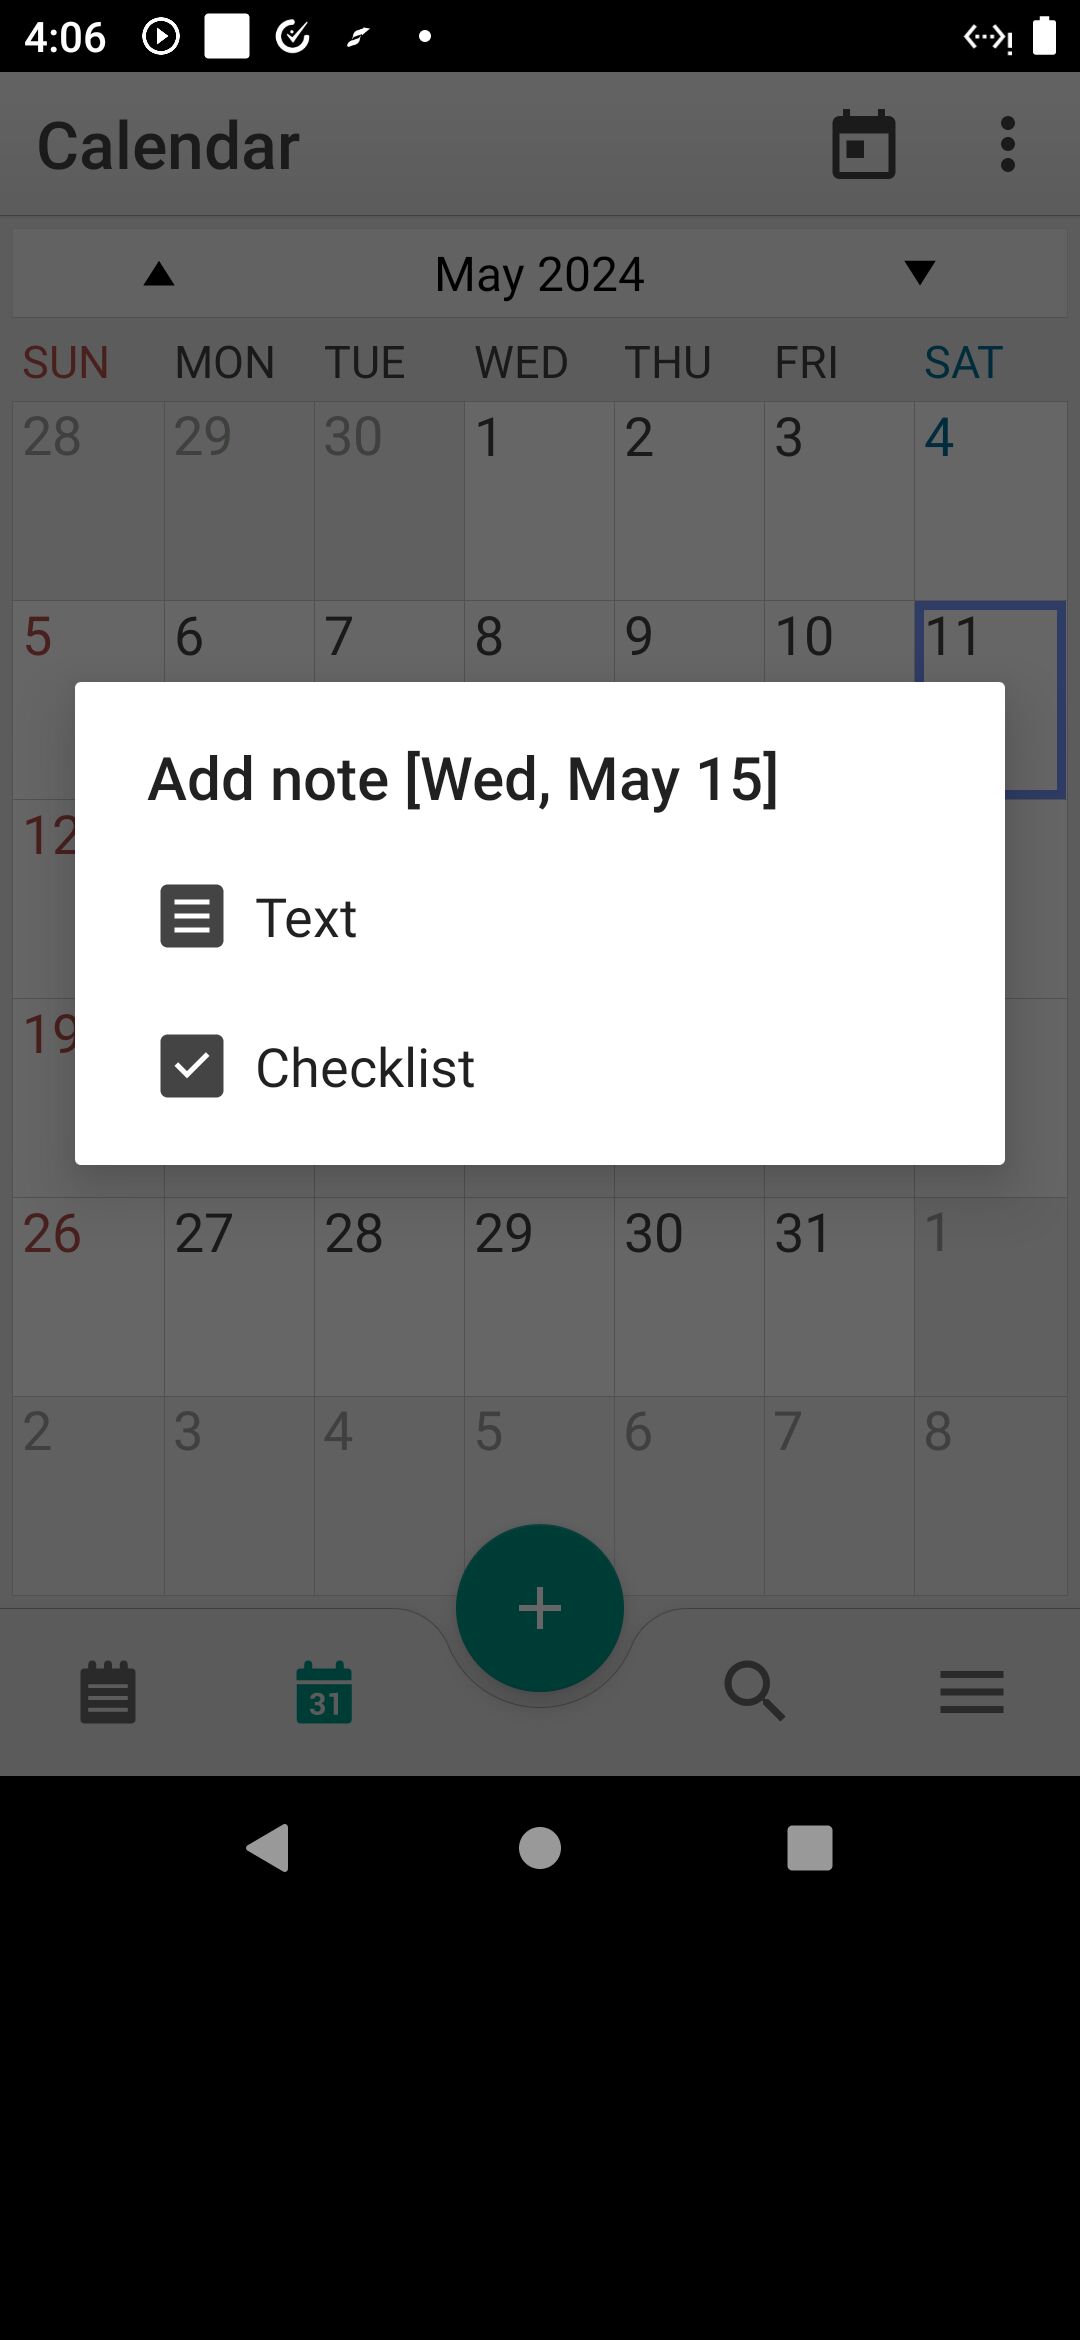 4:06
Calendar
May 2024
SUN MON TUE WED THU FRI SAT
28 29 30 1 2 3 4
5 6 7 8 9 10 11
Add note [Wed, May 15]
12
Text
19
Checklist
26 27 28 29 30 31 1
2 3 4 5 6 7 8
31